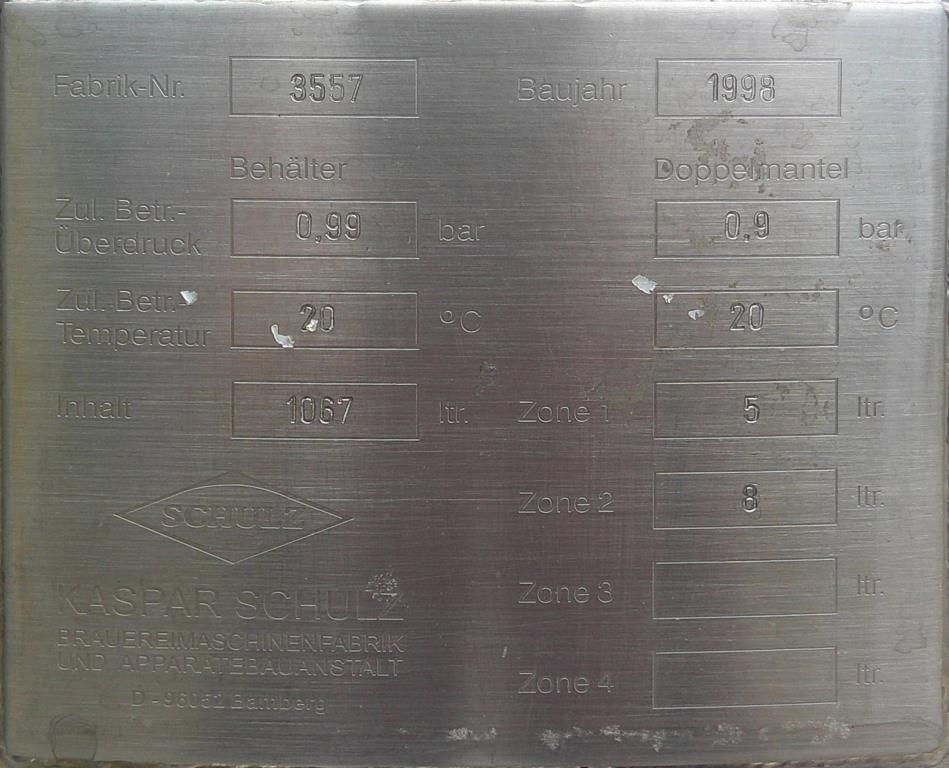 Fabrik-Nr. 3557 Baujahr 1998
Behälter Doppelmantel
Zul. Betr.-
Überdruck 0,99 bar 0,9 bar
Zul. Betr.-
Temperatur 20 °C 20 °C
Inhalt 1067 ltr. Zone 1 5 ltr.
Zone 2 8 ltr.
SCHULZ
Zone 3 ltr.
KASPAR SCHULZ
BRAUEREIMASCHINENFABRIK
UND APPARATEBAUANSTALT
Zone 4 ltr.
D-96052 Bamberg